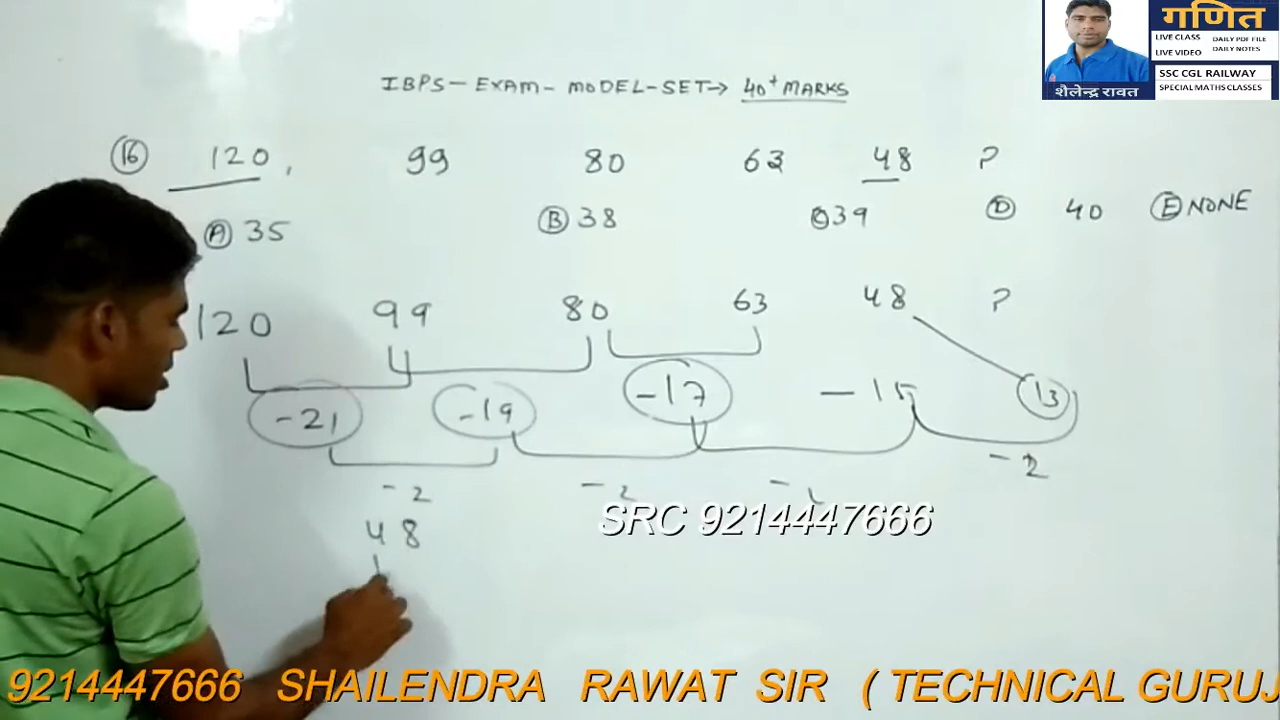 गणित
LIVE CLASS DAILY PDF FILE
LIVE VIDEO DAILY NOTES
SSC CGL RAILWAY
शैलेन्द्र रावत SPECIAL MATHS CLASSES
IBPS-EXAM-MODEL-SET→ 40+ MARKS
16 120, 99 80 63 48 ?
A 35 B 38 C 39 D 40 E NONE
120 99 80 63 48 ?
-21 -19 -17 -15 13
-2 -2 -2 -2
SRC 9214447666
48
9214447666 SHAILENDRA RAWAT SIR ( TECHNICAL GURUJ